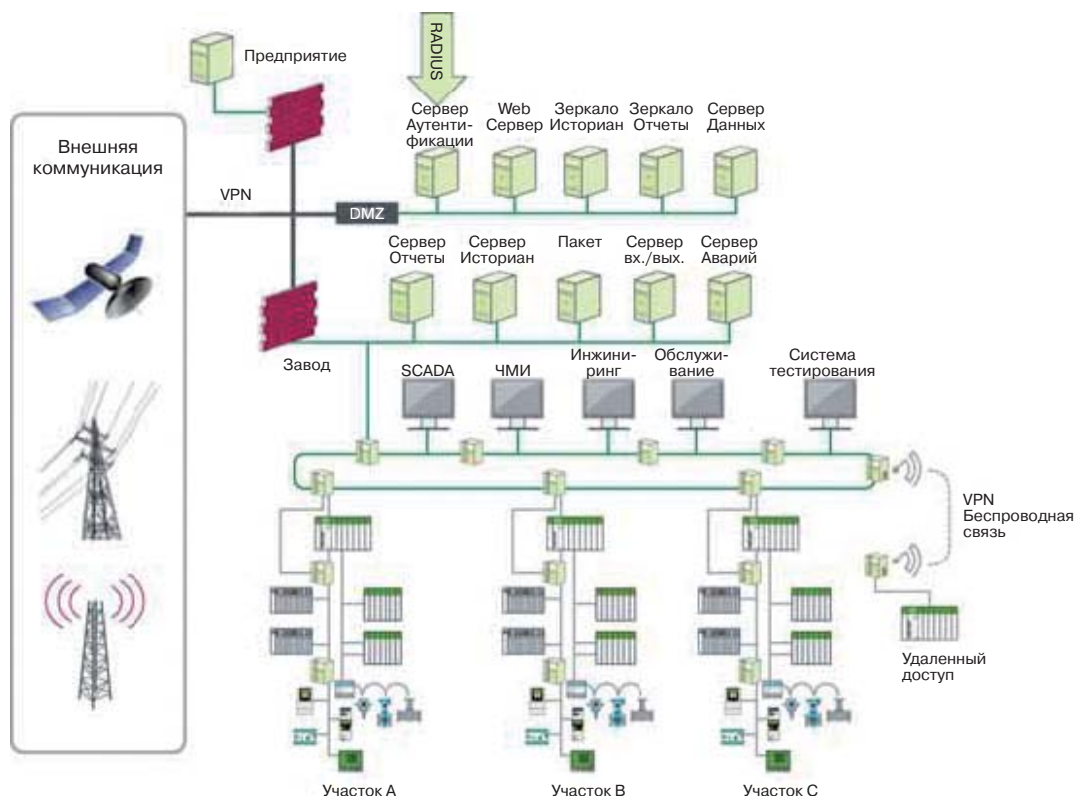 RADIUS
Предприятие
Сервер
Аутенти-
фикации
Web
Сервер
Зеркало
Историан
Зеркало
Отчеты
Сервер
Данных
Внешняя
коммуникация
VPN
DMZ
Сервер
Отчеты
Сервер
Историан
Пакет
Сервер
вх./вых.
Сервер
Аварий
Завод
SCADA
ЧМИ
Инжини-
ринг
Обслужи-
вание
Система
тестирования
VPN
Беспроводная
связь
Удаленный
доступ
Участок А
Участок В
Участок С